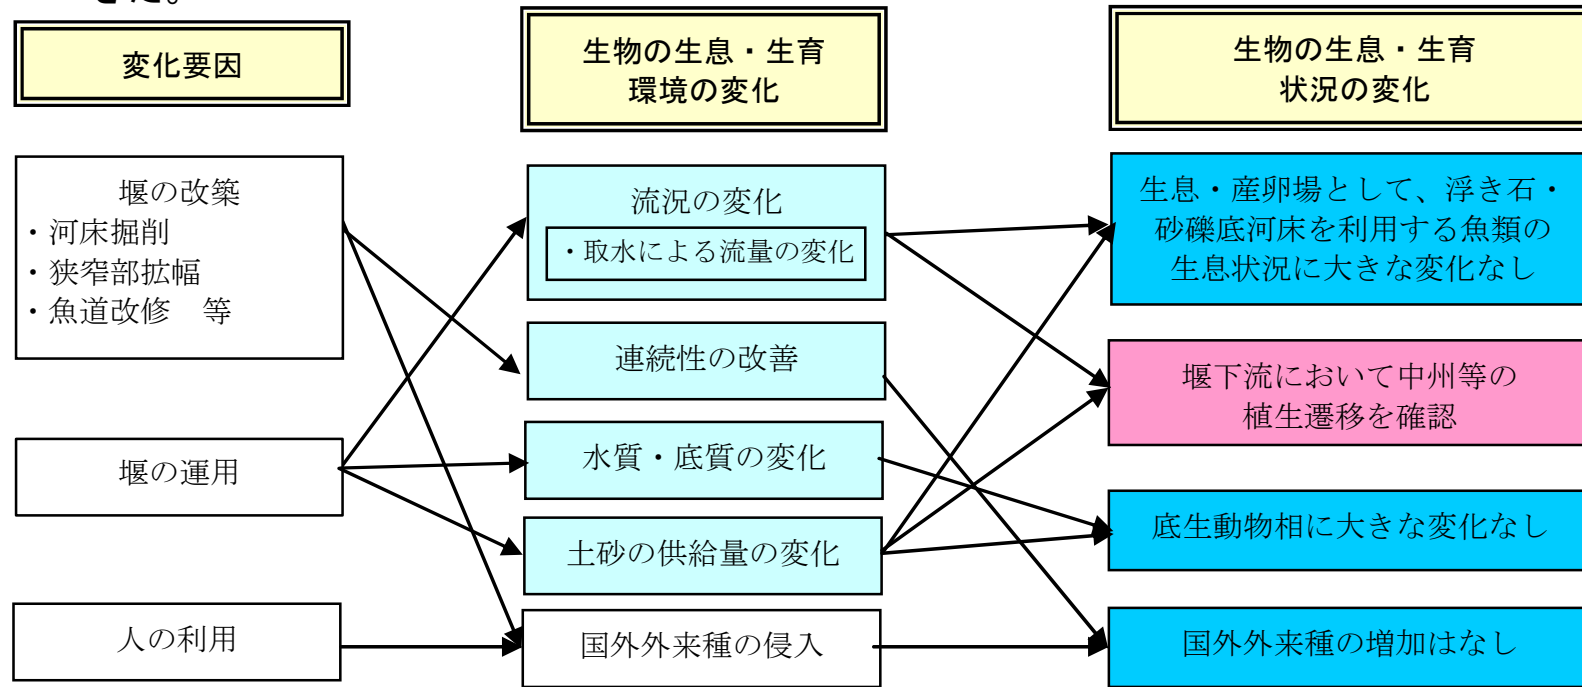 きた。
変化要因
生物の生息・生育
環境の変化
生物の生息・生育
状況の変化
堰の改築
・河床掘削
・狭窄部拡幅
・魚道改修　等
堰の運用
人の利用
流況の変化
・取水による流量の変化
連続性の改善
水質・底質の変化
土砂の供給量の変化
国外外来種の侵入
生息・産卵場として、浮き石・
砂礫底河床を利用する魚類の
生息状況に大きな変化なし
堰下流において中州等の
植生遷移を確認
底生動物相に大きな変化なし
国外外来種の増加はなし